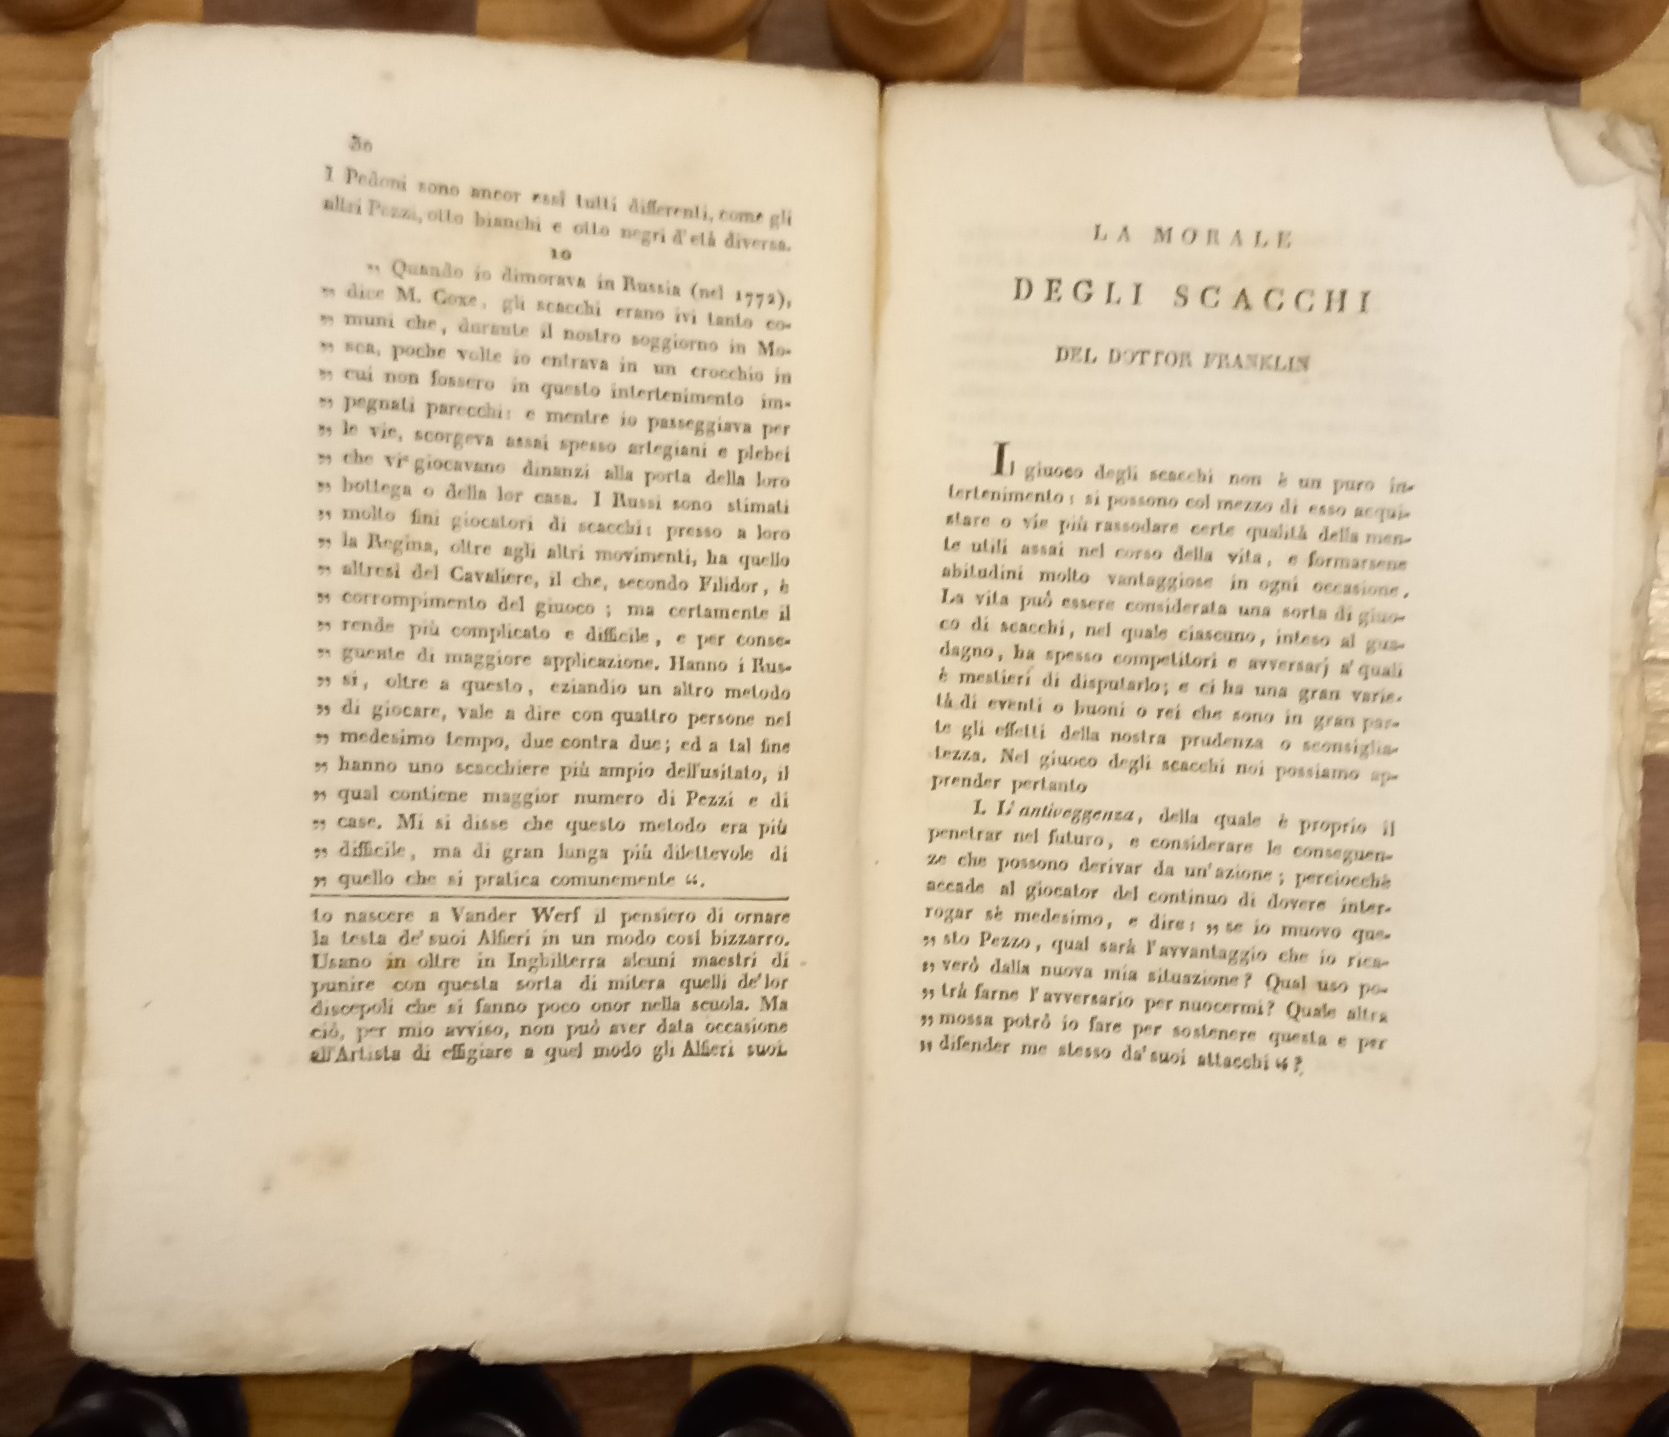 30
I Pedoni sono ancor essi tutti differenti, come gli
altri Pezzi, otto bianchi e otto negri d'età diversa.
10
„ Quando io dimorava in Russia (nel 1772),
„ dice M. Coxe, gli scacchi erano ivi tanto co-
„ muni che, durante il nostro soggiorno in Mo-
„ sca, poche volte io entrava in un crocchio in
„ cui non fossero in questo intertenimento im-
„ pegnati parecchi: e mentre io passeggiava per
„ le vie, scorgeva assai spesso artegiani e plebei
„ che vi giocavano dinanzi alla porta della loro
„ bottega o della lor casa. I Russi sono stimati
„ molto fini giocatori di scacchi: presso a loro
„ la Regina, oltre agli altri movimenti, ha quello
„ altresì del Cavaliere, il che, secondo Filidor, è
„ corrompimento del giuoco; ma certamente il
„ rende più complicato e difficile, e per conse-
„ guente di maggiore applicazione. Hanno i Rus-
„ si, oltre a questo, eziandio un altro metodo
„ di giocare, vale a dire con quattro persone nel
„ medesimo tempo, due contra due; ed a tal fine
„ hanno uno scacchiere più ampio dell'usitato, il
„ qual contiene maggior numero di Pezzi e di
„ case. Mi si disse che questo metodo era più
„ difficile, ma di gran lunga più dilettevole di
„ quello che si pratica comunemente “.
to nascere a Vander Werf il pensiero di ornare
la testa de' suoi Alfieri in un modo così bizzarro.
Usano in oltre in Inghilterra alcuni maestri di
punire con questa sorta di mitera quelli de' lor
discepoli che si fanno poco onor nella scuola. Ma
ciò, per mio avviso, non può aver data occasione
all'Artista di effigiare a quel modo gli Alfieri suoi.
LA MORALE
DEGLI SCACCHI
DEL DOTTOR FRANKLIN
Il giuoco degli scacchi non è un puro in-
tertenimento: si possono col mezzo di esso acqui-
stare o vie più rassodare certe qualità della men-
te utili assai nel corso della vita, e formarsene
abitudini molto vantaggiose in ogni occasione.
La vita può essere considerata una sorta di giuo-
co di scacchi, nel quale ciascuno, inteso al gua-
dagno, ha spesso competitori e avversarj a' quali
è mestieri di disputarlo; e ci ha una gran varie-
tà di eventi o buoni o rei che sono in gran par-
te gli effetti della nostra prudenza o sconsiglia-
tezza. Nel giuoco degli scacchi noi possiamo ap-
prender pertanto
I. L'antiveggenza, della quale è proprio il
penetrar nel futuro, e considerare le conseguen-
ze che possono derivar da un'azione; perciocchè
accade al giocator del continuo di dovere inter-
rogar sè medesimo, e dire: „ se io muovo que-
„ sto Pezzo, qual sarà l'avvantaggio che io rice-
„ verò dalla nuova mia situazione? Qual uso po-
„ trà farne l'avversario per nuocermi? Quale altra
„ mossa potrò io fare per sostenere questa e per
„ difender me stesso da' suoi attacchi “?